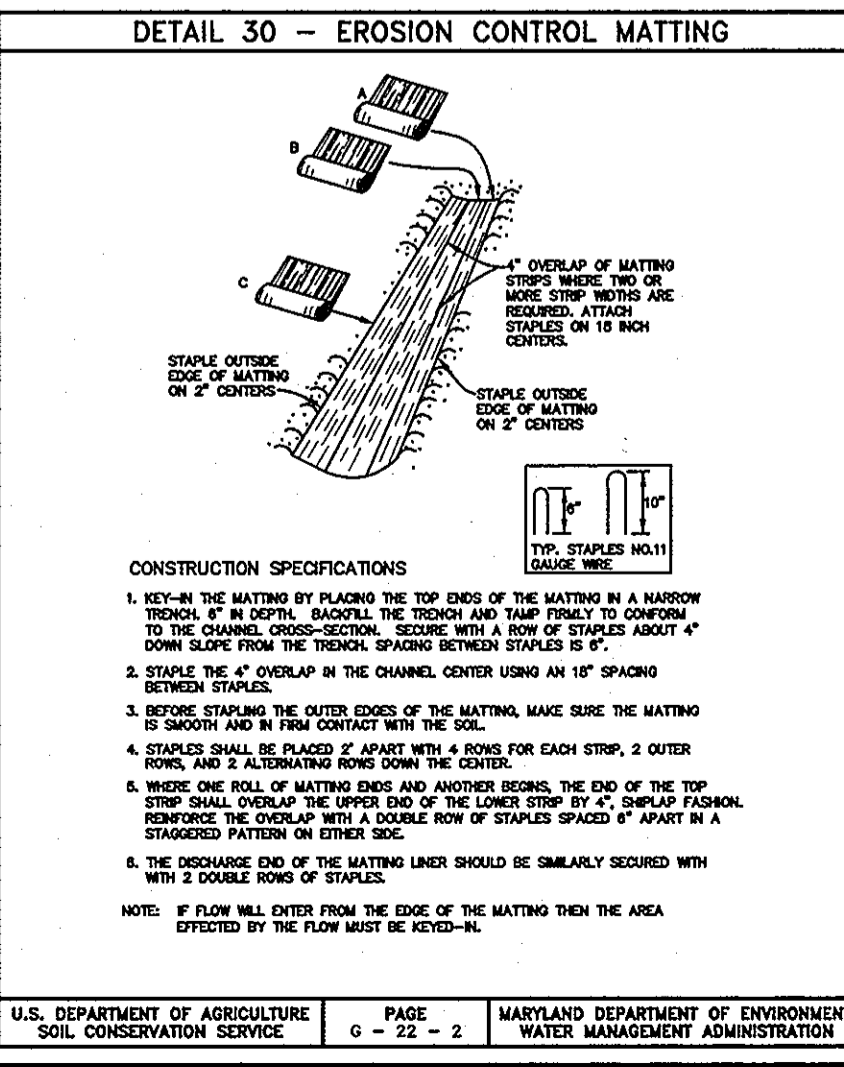 DETAIL 30 – EROSION CONTROL MATTING
A
B
C
4" OVERLAP OF MATTING
STRIPS WHERE TWO OR
MORE STRIP WIDTHS ARE
REQUIRED. ATTACH
STAPLES ON 18 INCH
CENTERS.
STAPLE OUTSIDE
EDGE OF MATTING
ON 2" CENTERS
STAPLE OUTSIDE
EDGE OF MATTING
ON 2" CENTERS
6"
10"
TYP. STAPLES NO.11
GAUGE WIRE
CONSTRUCTION SPECIFICATIONS
1. KEY-IN THE MATTING BY PLACING THE TOP ENDS OF THE MATTING IN A NARROW
TRENCH, 6" IN DEPTH. BACKFILL THE TRENCH AND TAMP FIRMLY TO CONFORM
TO THE CHANNEL CROSS-SECTION. SECURE WITH A ROW OF STAPLES ABOUT 4"
DOWN SLOPE FROM THE TRENCH. SPACING BETWEEN STAPLES IS 6".
2. STAPLE THE 4" OVERLAP IN THE CHANNEL CENTER USING AN 18" SPACING
BETWEEN STAPLES.
3. BEFORE STAPLING THE OUTER EDGES OF THE MATTING, MAKE SURE THE MATTING
IS SMOOTH AND IN FIRM CONTACT WITH THE SOIL.
4. STAPLES SHALL BE PLACED 2' APART WITH 4 ROWS FOR EACH STRIP, 2 OUTER
ROWS, AND 2 ALTERNATING ROWS DOWN THE CENTER.
5. WHERE ONE ROLL OF MATTING ENDS AND ANOTHER BEGINS, THE END OF THE TOP
STRIP SHALL OVERLAP THE UPPER END OF THE LOWER STRIP BY 4", SHIPLAP FASHION.
REINFORCE THE OVERLAP WITH A DOUBLE ROW OF STAPLES SPACED 6" APART IN A
STAGGERED PATTERN ON EITHER SIDE.
6. THE DISCHARGE END OF THE MATTING LINER SHOULD BE SIMILARLY SECURED WITH
WITH 2 DOUBLE ROWS OF STAPLES.
NOTE: IF FLOW WILL ENTER FROM THE EDGE OF THE MATTING THEN THE AREA
EFFECTED BY THE FLOW MUST BE KEYED-IN.
U.S. DEPARTMENT OF AGRICULTURE
SOIL CONSERVATION SERVICE
PAGE
G - 22 - 2
MARYLAND DEPARTMENT OF ENVIRONMEN
WATER MANAGEMENT ADMINISTRATION